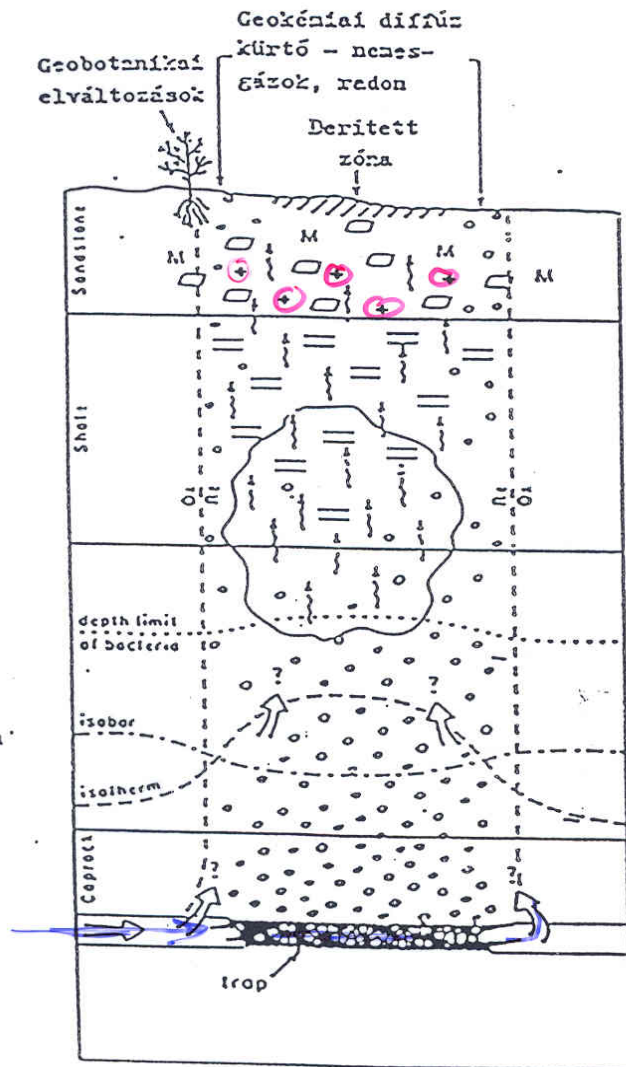 Geokémiai diffúz
kürtő - nemes-
gázok, radon
Geobotanikai
elváltozások
Derített
zóna
Sandstone
M
M
M
M
Shale
depth limit
of bacteria
?
?
isobar
isotherm
Caprock
?
?
trap